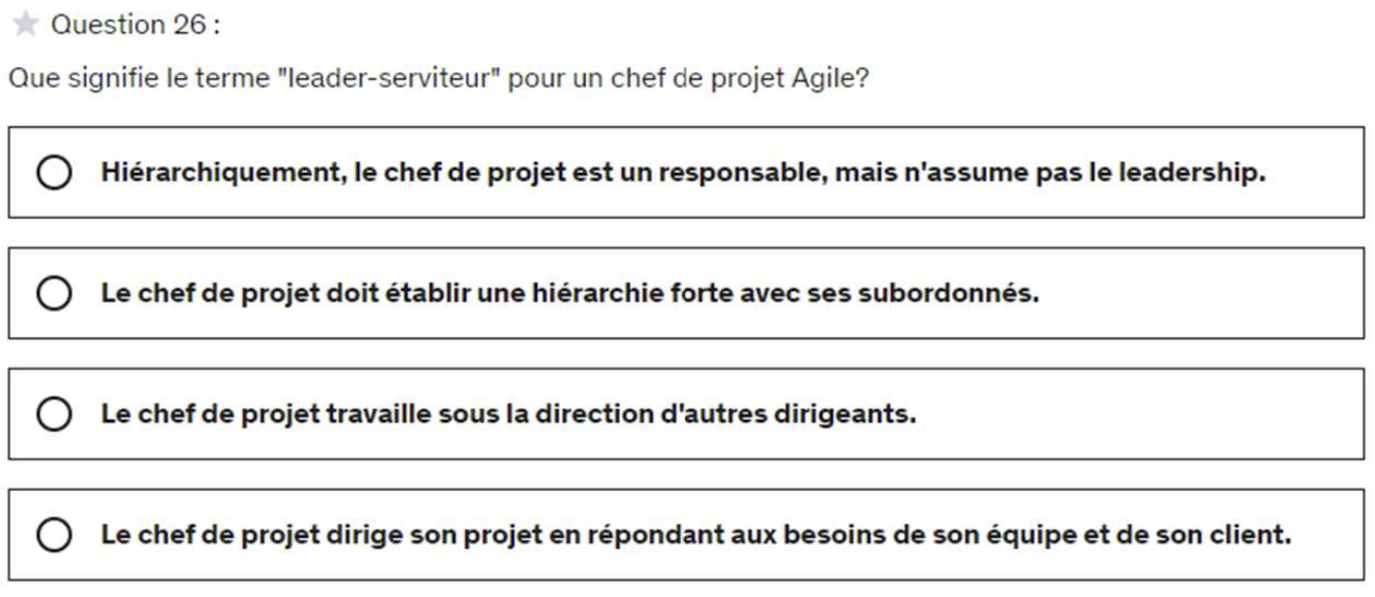 Question 26 :
Que signifie le terme "leader-serviteur" pour un chef de projet Agile?
Hiérarchiquement, le chef de projet est un responsable, mais n'assume pas le leadership.
Le chef de projet doit établir une hiérarchie forte avec ses subordonnés.
Le chef de projet travaille sous la direction d'autres dirigeants.
Le chef de projet dirige son projet en répondant aux besoins de son équipe et de son client.